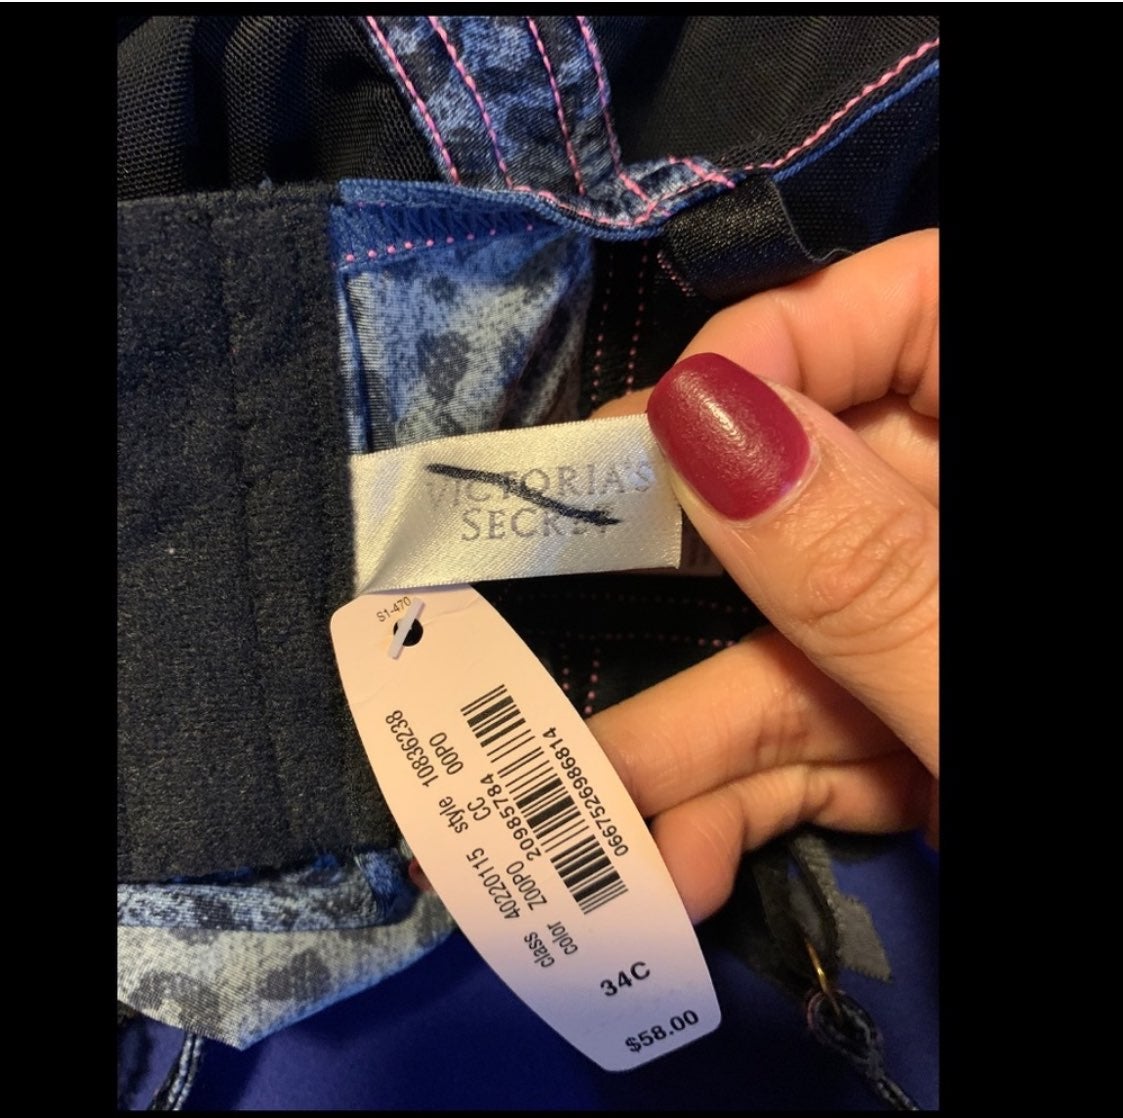 VICTORIA'S
SECRET
S1-470
style 10836238
00P0
class 40220115
CC
20985784
color Z00P0
0667526986814
34C
$58.00